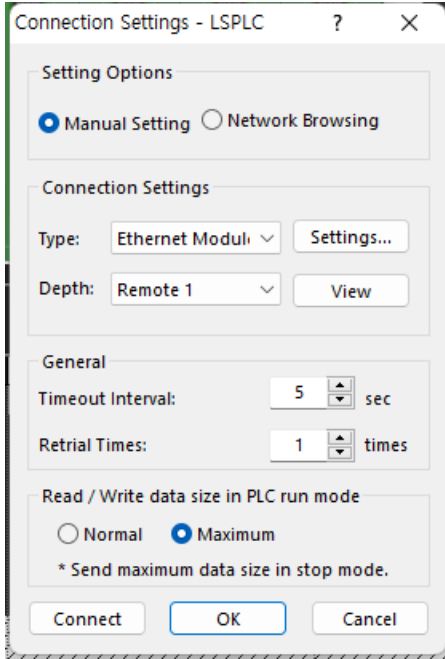 Connection Settings - LSPLC ? ×
Setting Options
Manual Setting Network Browsing
Connection Settings
Type: Ethernet Modul Settings...
Depth: Remote 1 View
General
Timeout Interval: 5 sec
Retrial Times: 1 times
Read / Write data size in PLC run mode
Normal Maximum
* Send maximum data size in stop mode.
Connect OK Cancel